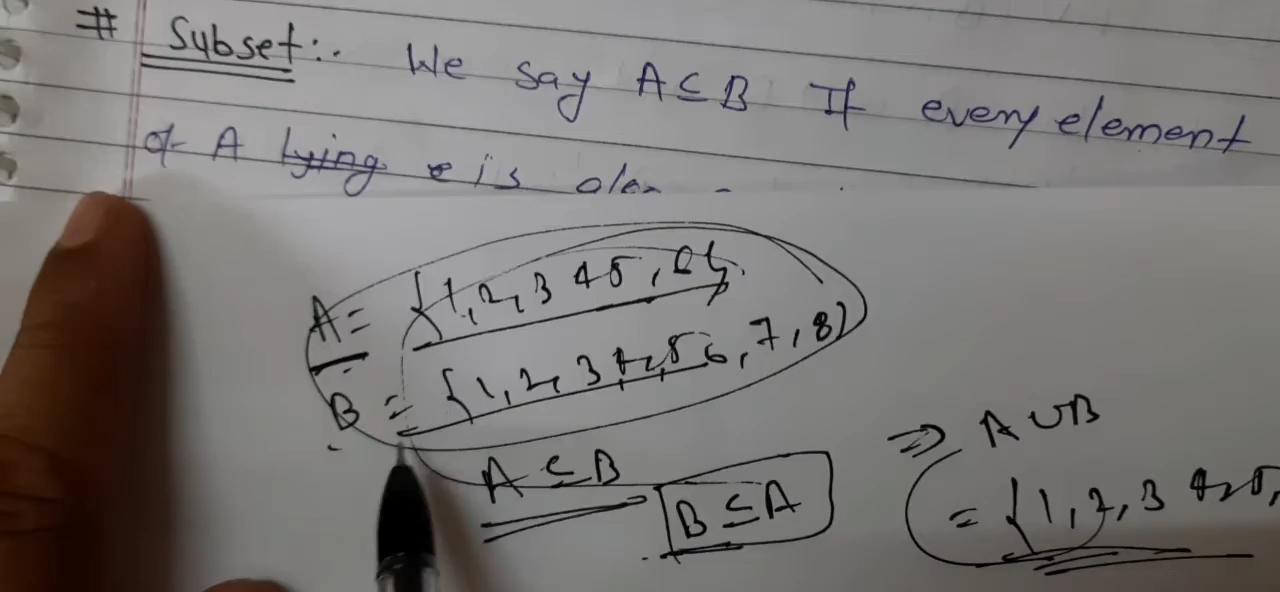 # Subset:. We say A⊆B If every element
of A lying is
A = {1, 2, 3 4 5, 6},
B = {1, 2, 3 4, 5 6, 7, 8}
A ⊆ B
B ⊆ A
⇒ A ∪ B
= {1, 2, 3 4, 5,